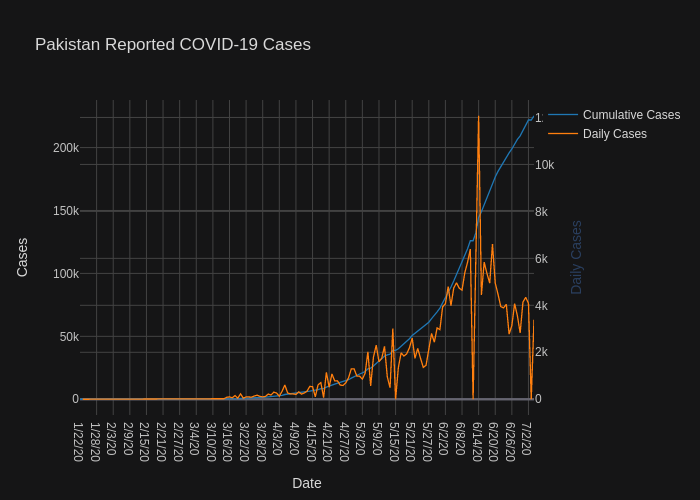 Pakistan Reported COVID-19 Cases
Cumulative Cases
Daily Cases
200k
150k
100k
50k
0
Cases
10k
8k
6k
4k
2k
0
Daily Cases
1/22/20
1/28/20
2/3/20
2/9/20
2/15/20
2/21/20
2/27/20
3/4/20
3/10/20
3/16/20
3/22/20
3/28/20
4/3/20
4/9/20
4/15/20
4/21/20
4/27/20
5/3/20
5/9/20
5/15/20
5/21/20
5/27/20
6/2/20
6/8/20
6/14/20
6/20/20
6/26/20
7/2/20
Date